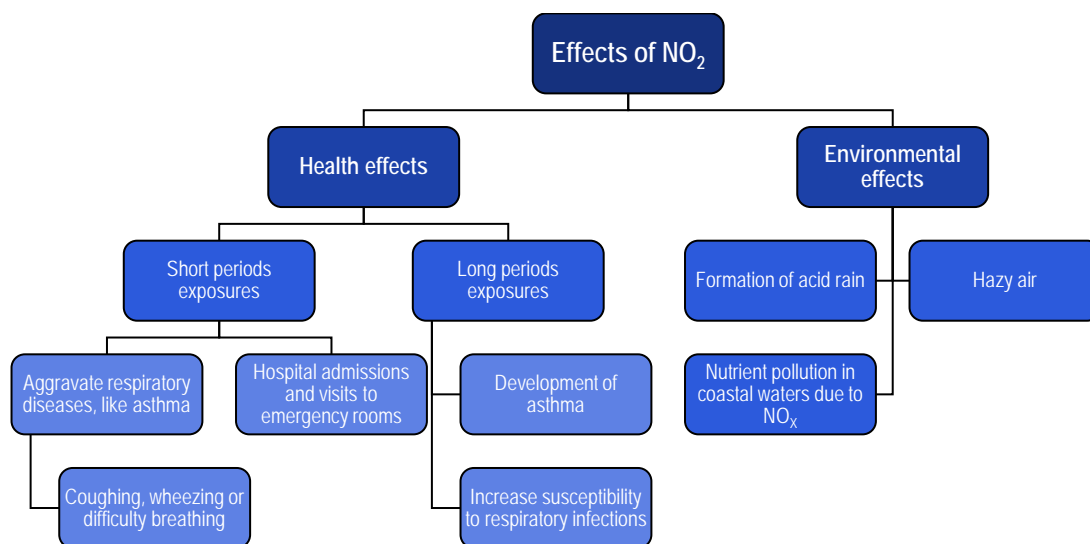 Effects of NO₂
Health effects
Environmental
effects
Short periods
exposures
Long periods
exposures
Formation of acid rain
Hazy air
Aggravate respiratory
diseases, like asthma
Hospital admissions
and visits to
emergency rooms
Development of
asthma
Nutrient pollution in
coastal waters due to
NOₓ
Coughing, wheezing or
difficulty breathing
Increase susceptibility
to respiratory infections